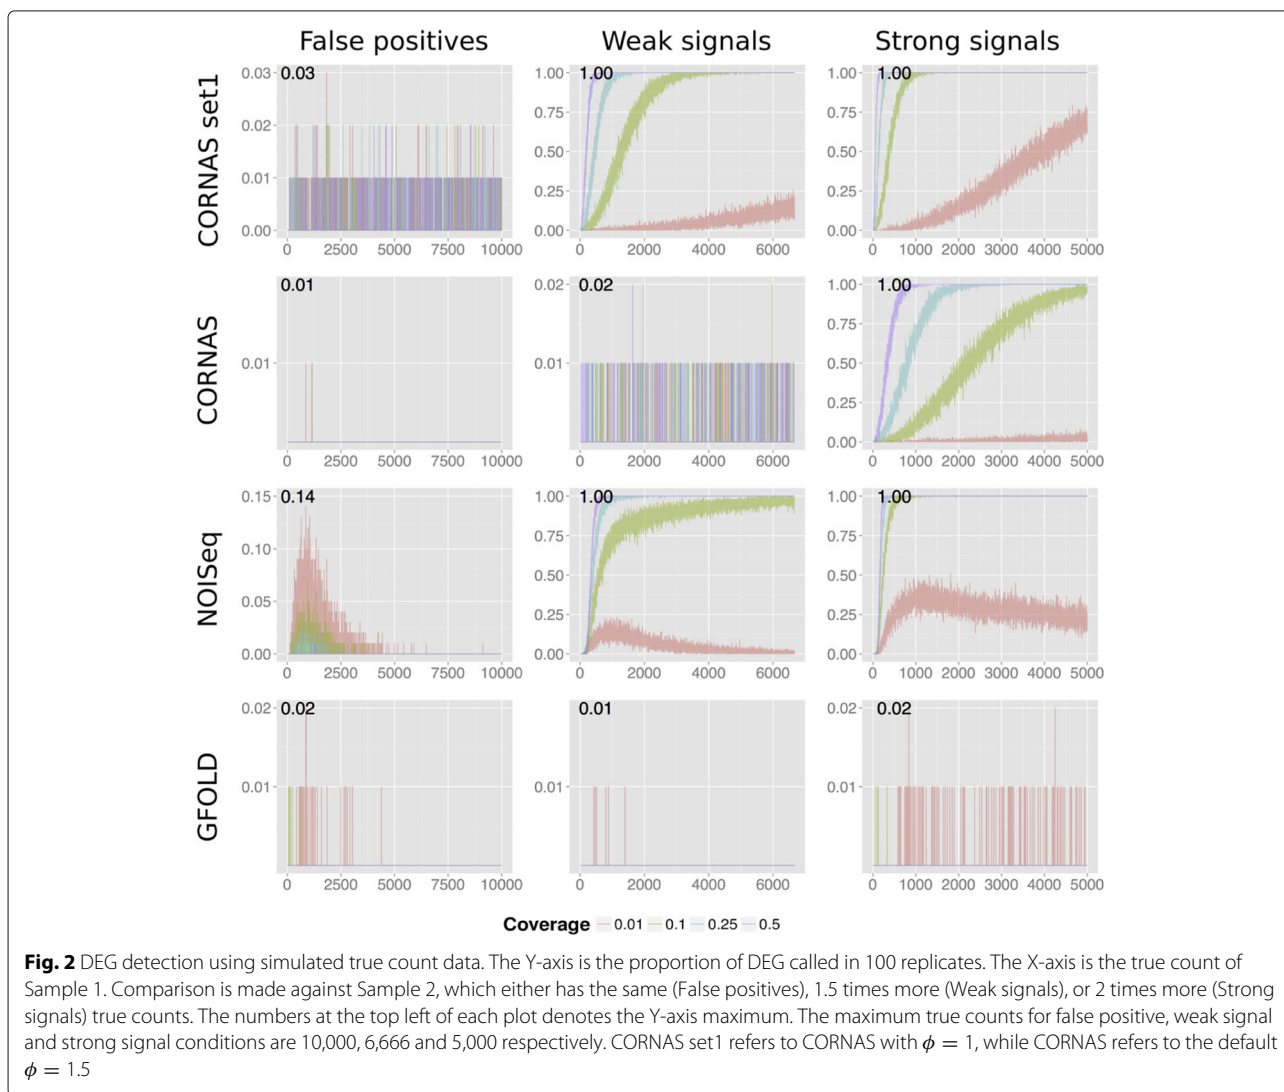 False positives Weak signals Strong signals
CORNAS set1
0.03 0.03
0.02
0.01
0.00
0 2500 5000 7500 10000
1.00 1.00
0.75
0.50
0.25
0.00
0 2000 4000 6000
1.00 1.00
0.75
0.50
0.25
0.00
0 1000 2000 3000 4000 5000
CORNAS
0.01
0.01
0 2500 5000 7500 10000
0.02 0.02
0.01
0 2000 4000 6000
1.00 1.00
0.75
0.50
0.25
0.00
0 1000 2000 3000 4000 5000
NOISeq
0.15 0.14
0.10
0.05
0.00
0 2500 5000 7500 10000
1.00 1.00
0.75
0.50
0.25
0.00
0 2000 4000 6000
1.00 1.00
0.75
0.50
0.25
0.00
0 1000 2000 3000 4000 5000
GFOLD
0.02 0.02
0.01
0 2500 5000 7500 10000
0.01
0.01
0 2000 4000 6000
0.02 0.02
0.01
0 1000 2000 3000 4000 5000
Coverage 0.01 0.1 0.25 0.5
Fig. 2 DEG detection using simulated true count data. The Y-axis is the proportion of DEG called in 100 replicates. The X-axis is the true count of
Sample 1. Comparison is made against Sample 2, which either has the same (False positives), 1.5 times more (Weak signals), or 2 times more (Strong
signals) true counts. The numbers at the top left of each plot denotes the Y-axis maximum. The maximum true counts for false positive, weak signal
and strong signal conditions are 10,000, 6,666 and 5,000 respectively. CORNAS set1 refers to CORNAS with ϕ = 1, while CORNAS refers to the default
ϕ = 1.5